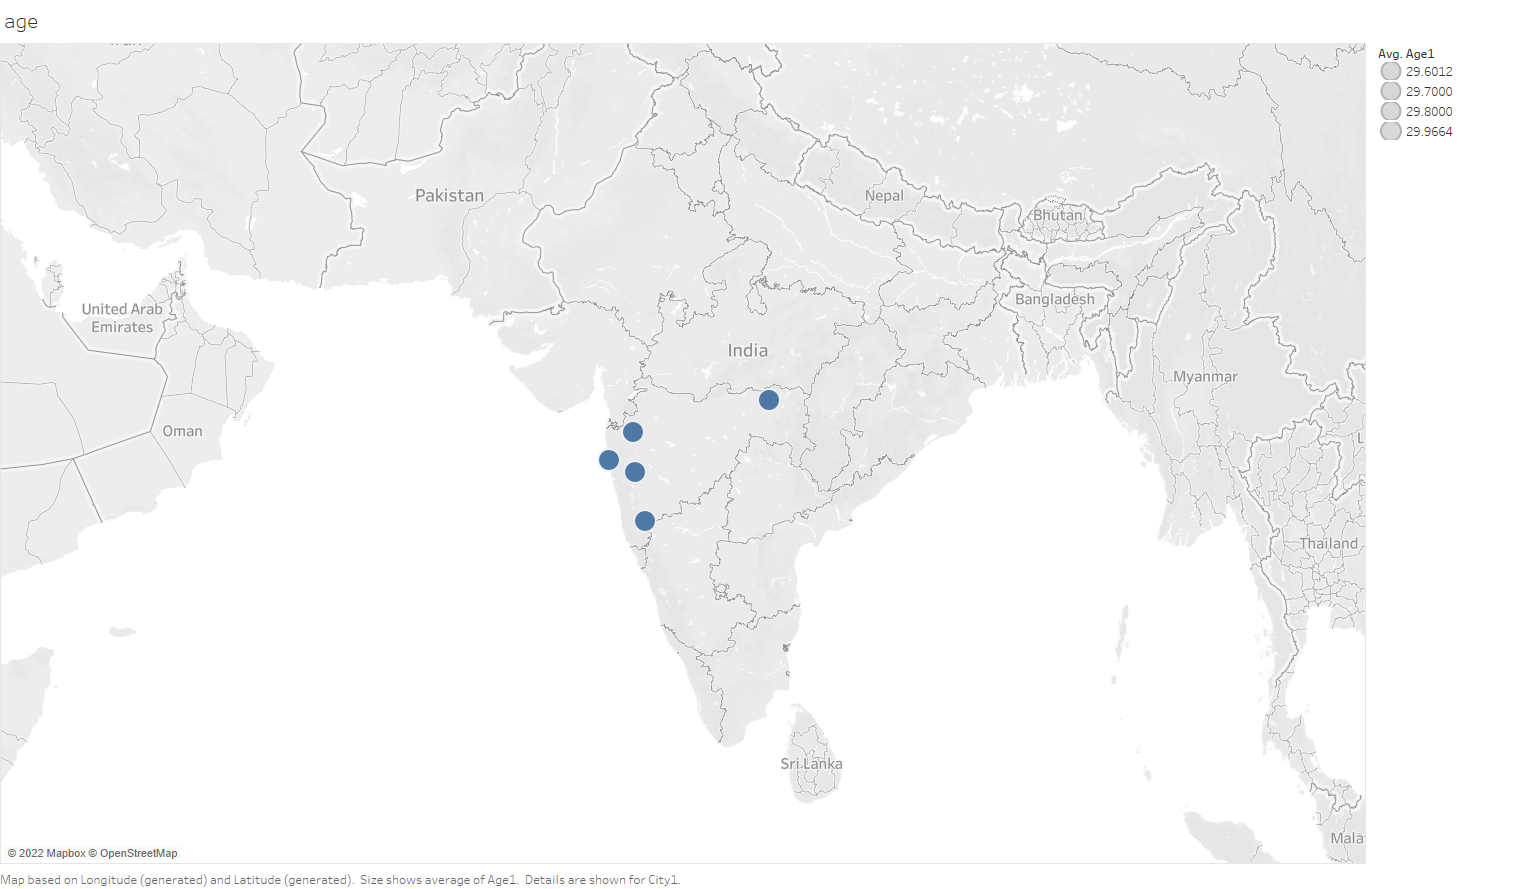 age
Avg. Age1
29.6012
29.7000
29.8000
29.9664
Pakistan
Nepal
Bhutan
United Arab
Emirates
Bangladesh
India
Myanmar
Oman
Thailand
Sri Lanka
Mala
© 2022 Mapbox © OpenStreetMap
Map based on Longitude (generated) and Latitude (generated).  Size shows average of Age1.  Details are shown for City1.